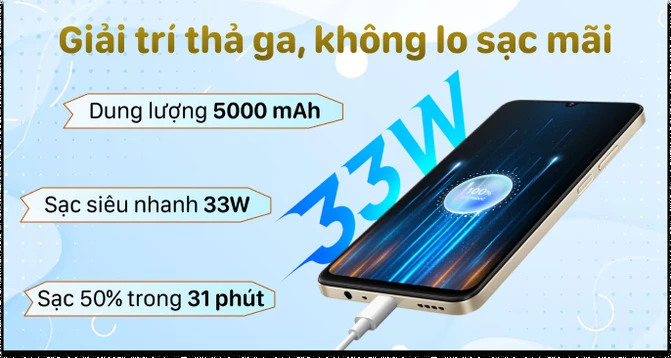 Giải trí thả ga, không lo sạc mãi
Dung lượng 5000 mAh
33W
Sạc siêu nhanh 33W
100%
Sạc 50% trong 31 phút